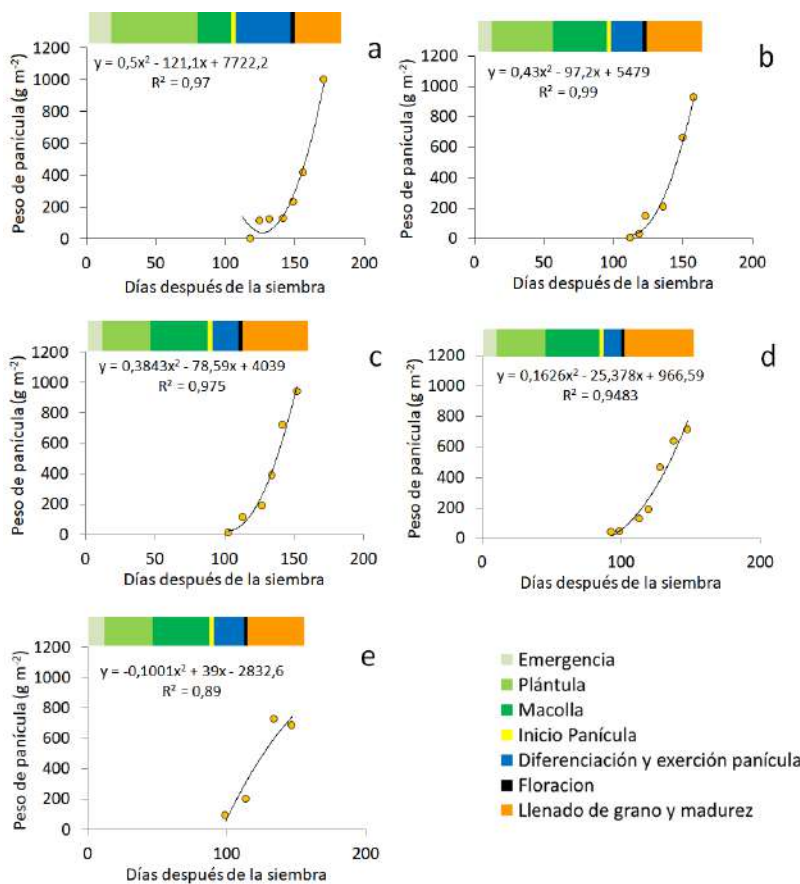 a
y = 0,5x² - 121,1x + 7722,2
R² = 0,97
Peso de panícula (g m⁻²)
1200
1000
800
600
400
200
0
0 50 100 150 200
Días después de la siembra
b
y = 0,43x² - 97,2x + 5479
R² = 0,99
Peso de panícula (g m⁻²)
1200
1000
800
600
400
200
0
0 50 100 150 200
Días después de la siembra
c
y = 0,3843x² - 78,59x + 4039
R² = 0,975
Peso de panícula (g m⁻²)
1200
1000
800
600
400
200
0
0 50 100 150 200
Días después de la siembra
d
y = 0,1626x² - 25,378x + 966,59
R² = 0,9483
Peso de panícula (g m⁻²)
1200
1000
800
600
400
200
0
0 100 200
Días después de la siembra
e
y = -0,1001x² + 39x - 2832,6
R² = 0,89
Peso de panícula (g m⁻²)
1200
1000
800
600
400
200
0
0 100 200
Días después de la siembra
Emergencia
Plántula
Macolla
Inicio Panícula
Diferenciación y exerción panícula
Floracion
Llenado de grano y madurez